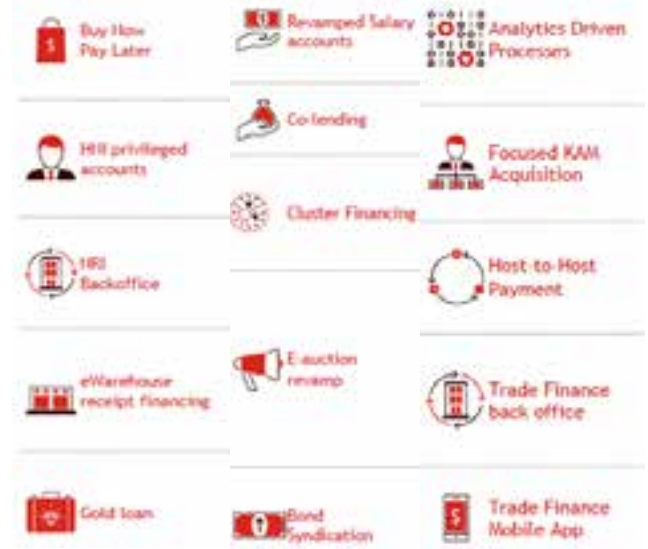 Buy Now
Pay Later
HNI privileged
accounts
NRI
Backoffice
eWarehouse
receipt financing
Gold loan
Revamped Salary
accounts
Co-lending
Cluster Financing
E-auction
revamp
Bond
Syndication
Analytics Driven
Processes
Focused KAM
Acquisition
Host-to-Host
Payment
Trade Finance
back office
Trade Finance
Mobile App